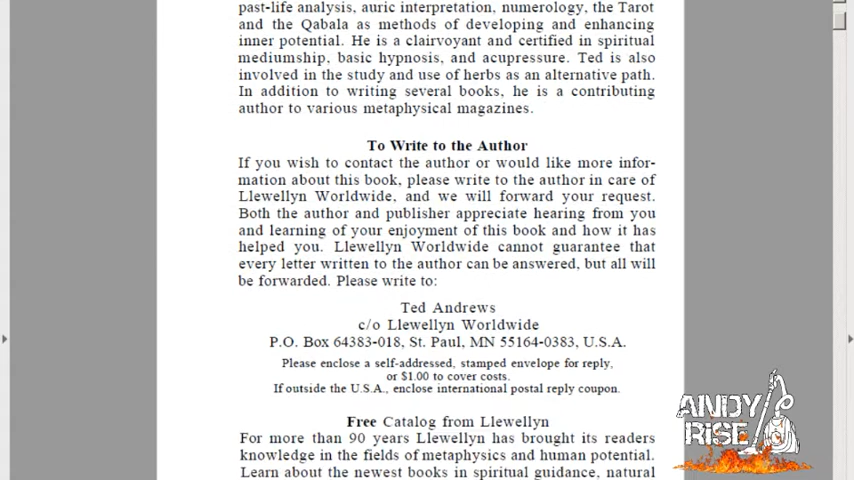 past-life analysis, auric interpretation, numerology, the Tarot
and the Qabala as methods of developing and enhancing
inner potential. He is a clairvoyant and certified in spiritual
mediumship, basic hypnosis, and acupressure. Ted is also
involved in the study and use of herbs as an alternative path.
In addition to writing several books, he is a contributing
author to various metaphysical magazines.
To Write to the Author
If you wish to contact the author or would like more infor-
mation about this book, please write to the author in care of
Llewellyn Worldwide, and we will forward your request.
Both the author and publisher appreciate hearing from you
and learning of your enjoyment of this book and how it has
helped you. Llewellyn Worldwide cannot guarantee that
every letter written to the author can be answered, but all will
be forwarded. Please write to:
Ted Andrews
c/o Llewellyn Worldwide
P.O. Box 64383-018, St. Paul, MN 55164-0383, U.S.A.
Please enclose a self-addressed, stamped envelope for reply,
or $1.00 to cover costs.
If outside the U.S.A., enclose international postal reply coupon.
Free Catalog from Llewellyn
For more than 90 years Llewellyn has brought its readers
knowledge in the fields of metaphysics and human potential.
Learn about the newest books in spiritual guidance, natural
ANDY
RISE